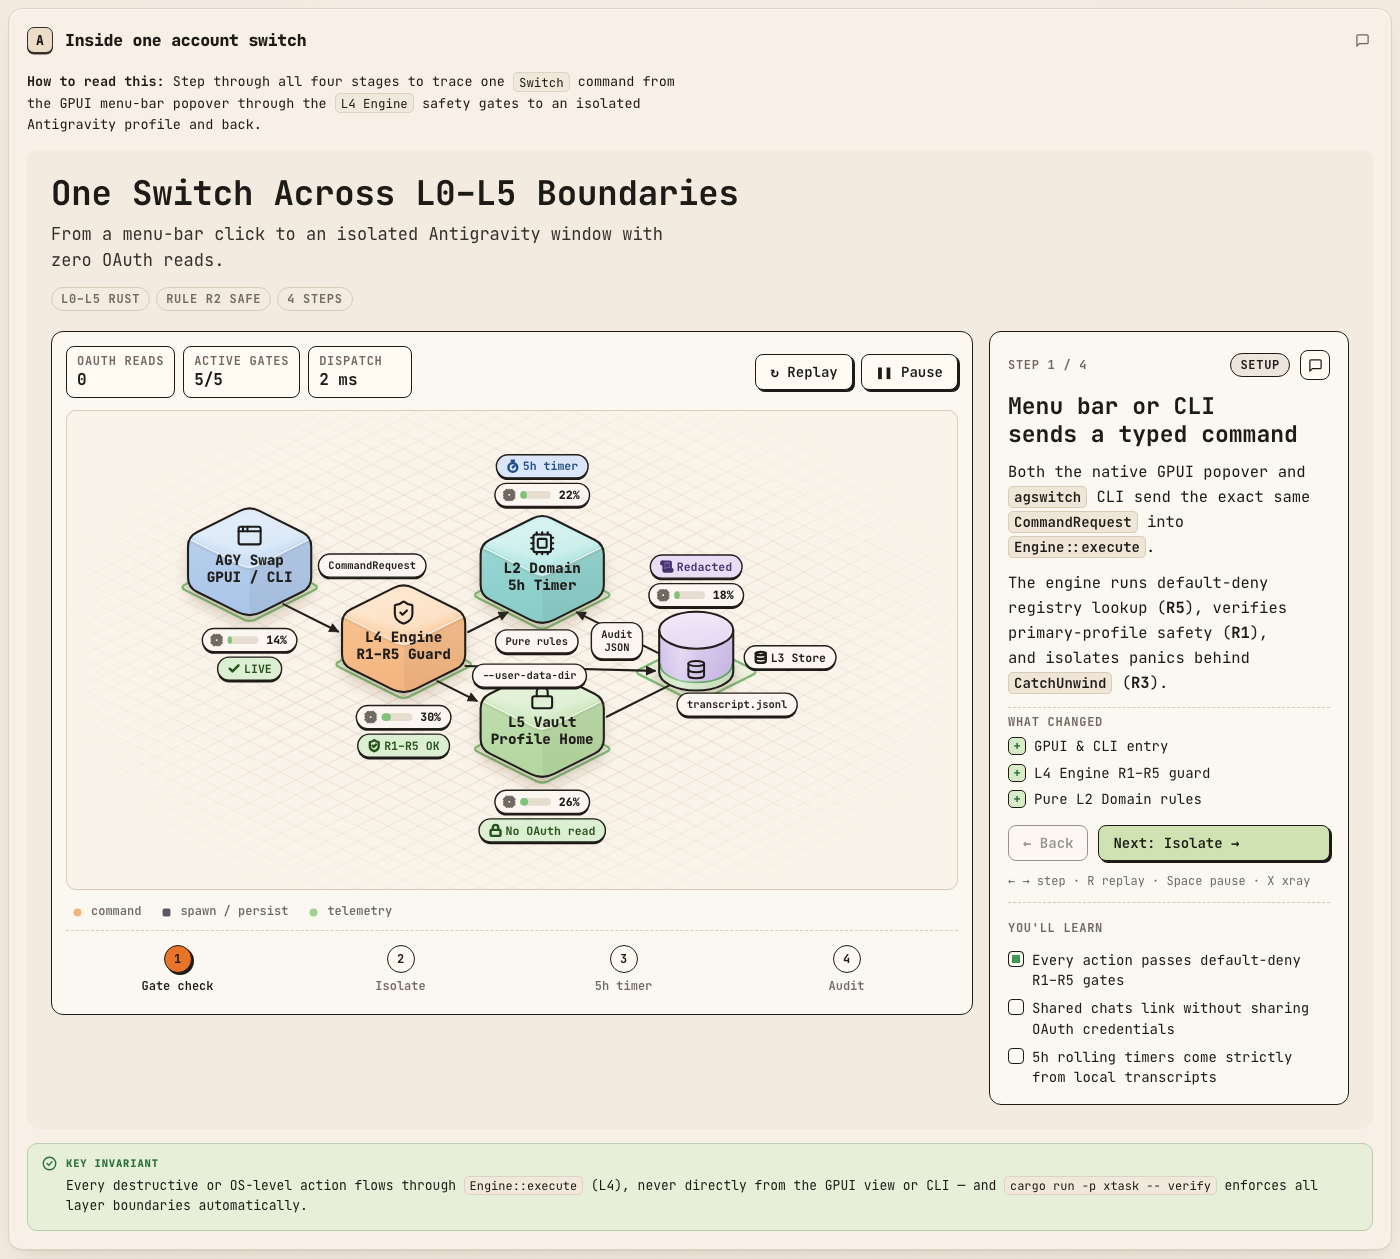 A Inside one account switch
How to read this: Step through all four stages to trace one Switch command from
the GPUI menu-bar popover through the L4 Engine safety gates to an isolated
Antigravity profile and back.
One Switch Across L0–L5 Boundaries
From a menu-bar click to an isolated Antigravity window with
zero OAuth reads.
L0–L5 RUST RULE R2 SAFE 4 STEPS
OAUTH READS
0
ACTIVE GATES
5/5
DISPATCH
2 ms
↻ Replay
❚❚ Pause
5h timer
22%
AGY Swap
GPUI / CLI
CommandRequest
L2 Domain
5h Timer
Redacted
18%
14%
LIVE
L4 Engine
R1–R5 Guard
Pure rules
Audit
JSON
L3 Store
--user-data-dir
transcript.jsonl
30%
R1–R5 OK
L5 Vault
Profile Home
26%
No OAuth read
command
spawn / persist
telemetry
1
Gate check
2
Isolate
3
5h timer
4
Audit
STEP 1 / 4
SETUP
Menu bar or CLI
sends a typed command
Both the native GPUI popover and
agswitch CLI send the exact same
CommandRequest into
Engine::execute.
The engine runs default-deny
registry lookup (R5), verifies
primary-profile safety (R1),
and isolates panics behind
CatchUnwind (R3).
WHAT CHANGED
+ GPUI & CLI entry
+ L4 Engine R1–R5 guard
+ Pure L2 Domain rules
← Back
Next: Isolate →
← → step · R replay · Space pause · X xray
YOU'LL LEARN
Every action passes default-deny
R1–R5 gates
Shared chats link without sharing
OAuth credentials
5h rolling timers come strictly
from local transcripts
KEY INVARIANT
Every destructive or OS-level action flows through Engine::execute (L4), never directly from the GPUI view or CLI — and cargo run -p xtask -- verify enforces all
layer boundaries automatically.